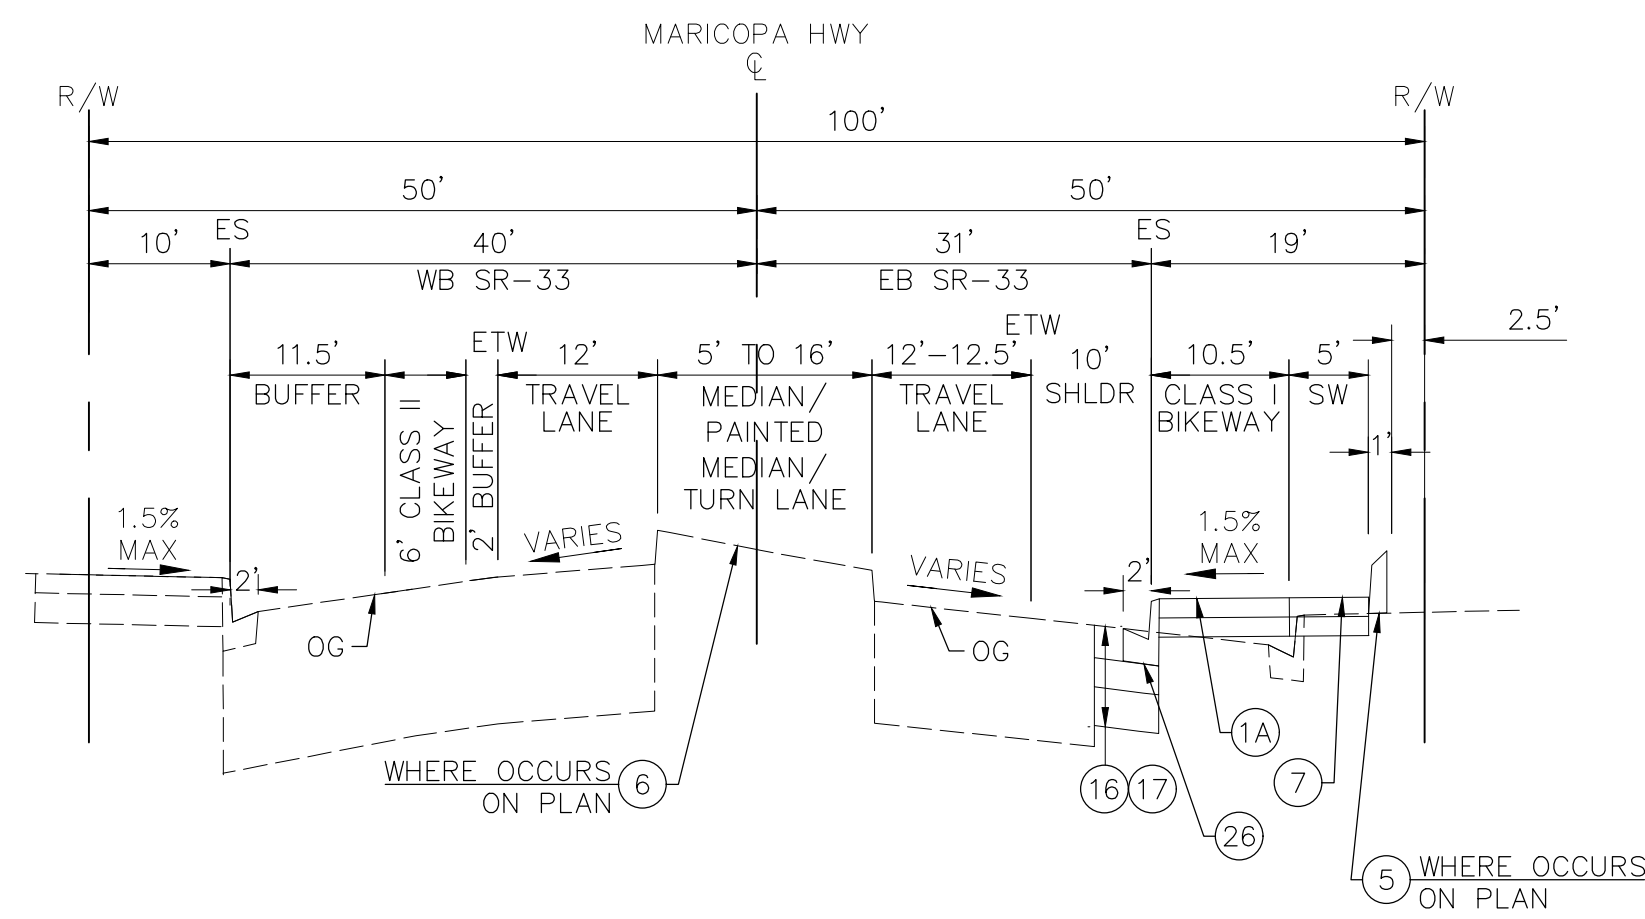 MARICOPA HWY
℄
R/W
R/W
100'
50'
50'
10'
ES
40'
31'
ES
19'
WB SR-33
EB SR-33
2.5'
11.5'
BUFFER
6' CLASS II
BIKEWAY
2' BUFFER
ETW
12'
TRAVEL
LANE
5' TO 16'
MEDIAN/
PAINTED
MEDIAN/
TURN LANE
12'-12.5'
TRAVEL
LANE
ETW
10'
SHLDR
10.5'
CLASS I
BIKEWAY
5'
SW
1'
1.5%
MAX
2'
VARIES
VARIES
2'
1.5%
MAX
OG
OG
WHERE OCCURS
ON PLAN
6
16
17
1A
7
26
5
WHERE OCCURS
ON PLAN